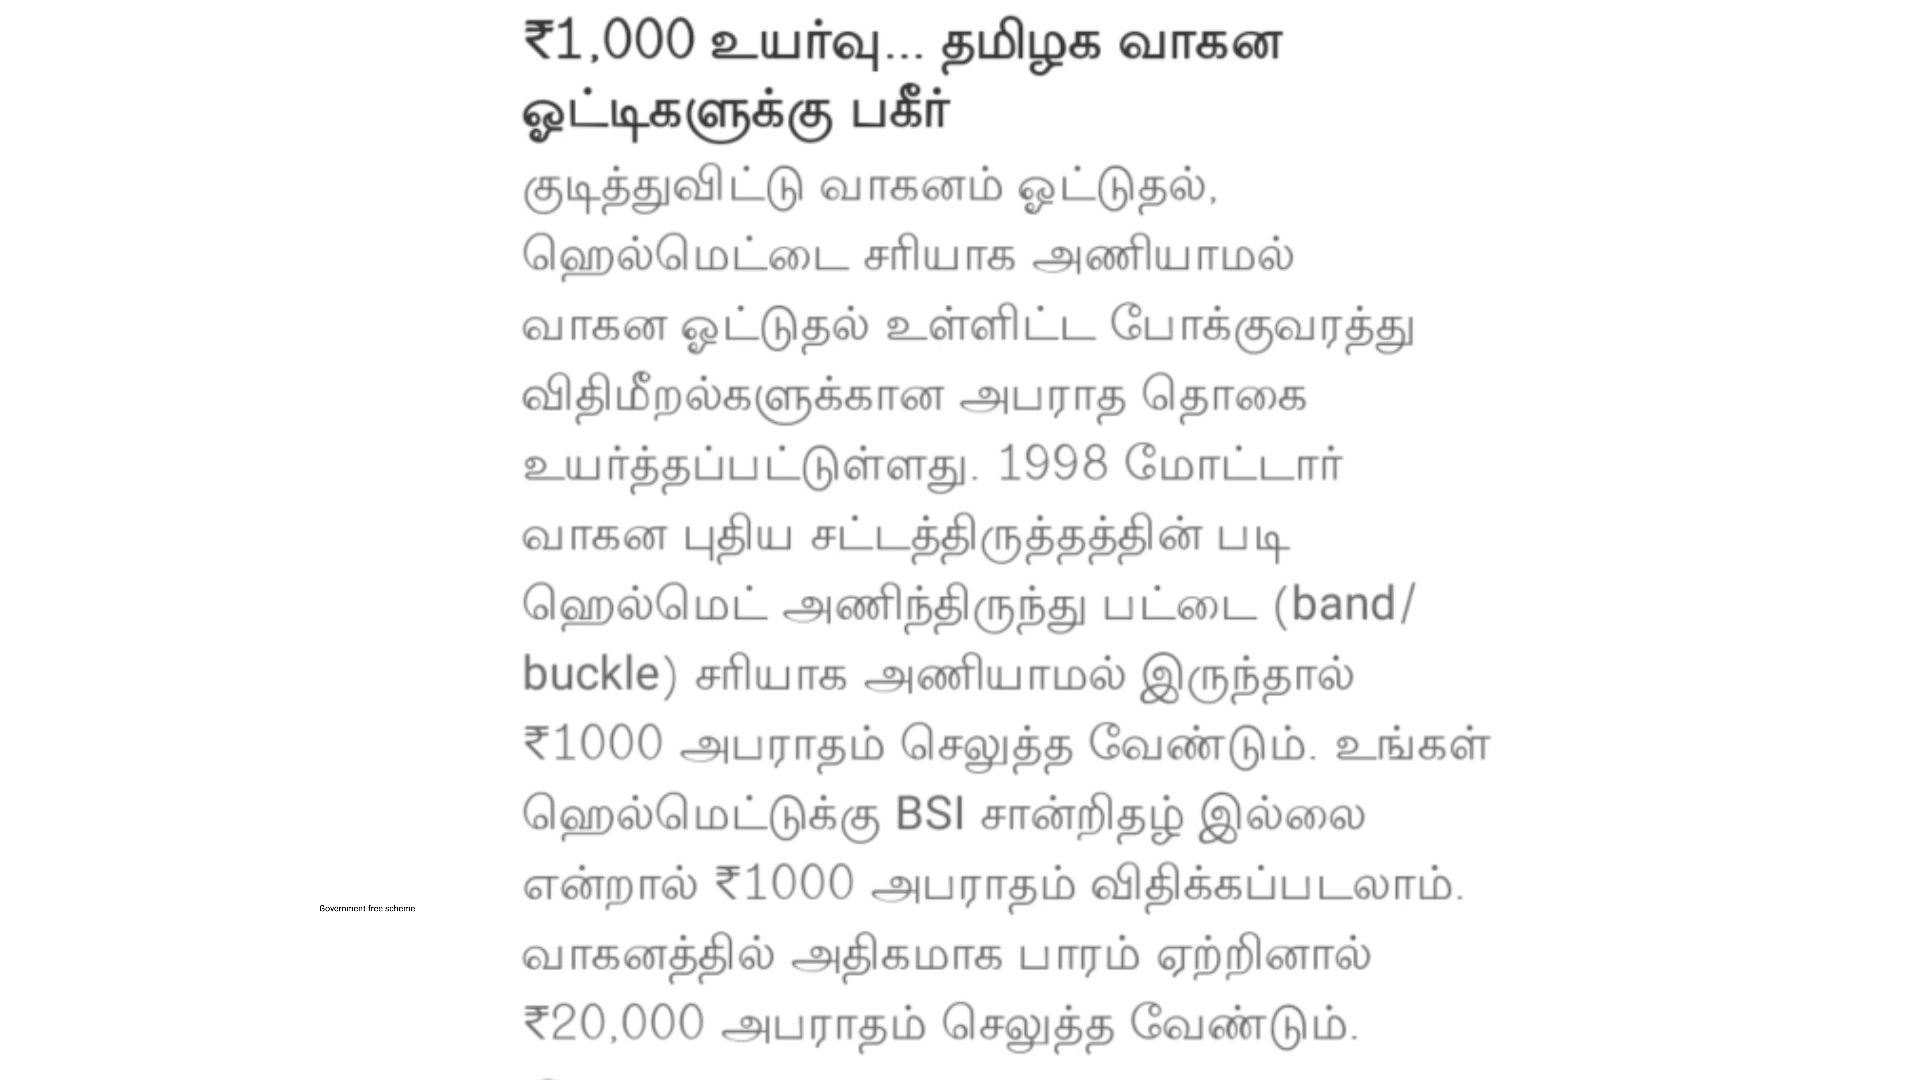 ₹1,000 உயர்வு... தமிழக வாகன
ஓட்டிகளுக்கு பகீர்
குடித்துவிட்டு வாகனம் ஓட்டுதல்,
ஹெல்மெட்டை சரியாக அணியாமல்
வாகன ஓட்டுதல் உள்ளிட்ட போக்குவரத்து
விதிமீறல்களுக்கான அபராத தொகை
உயர்த்தப்பட்டுள்ளது. 1998 மோட்டார்
வாகன புதிய சட்டத்திருத்தத்தின் படி
ஹெல்மெட் அணிந்திருந்து பட்டை (band/
buckle) சரியாக அணியாமல் இருந்தால்
₹1000 அபராதம் செலுத்த வேண்டும். உங்கள்
ஹெல்மெட்டுக்கு BSI சான்றிதழ் இல்லை
என்றால் ₹1000 அபராதம் விதிக்கப்படலாம்.
Government free scheme
வாகனத்தில் அதிகமாக பாரம் ஏற்றினால்
₹20,000 அபராதம் செலுத்த வேண்டும்.